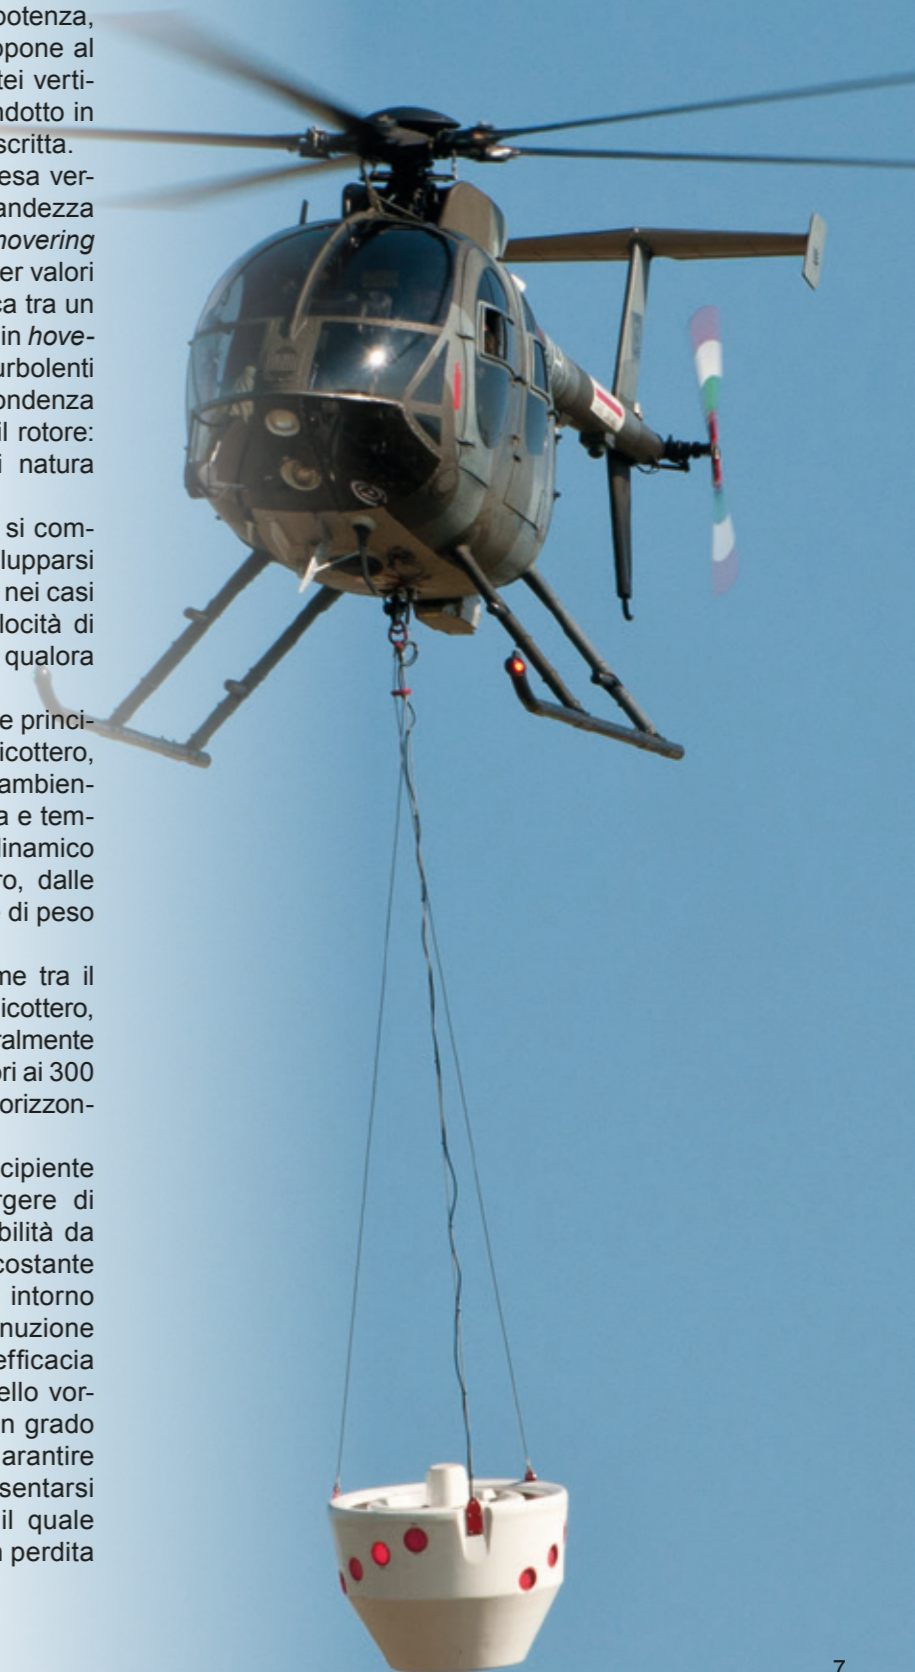 potenza,
opone al
tei verti-
ndotto in
scritta.
esa ver-
andezza
hovering
er valori
ca tra un
in hove-
urbolenti
ondenza
il rotore:
i natura
si com-
lupparsi
nei casi
locità di
qualora
e princi-
icottero,
ambien-
a e tem-
dinamico
ro, dalle
di peso
me tra il
icottero,
ralmente
ori ai 300
orizzon-
cipiente
rgere di
bilità da
costante
intorno
nuzione
efficacia
ello vor-
n grado
arantire
sentarsi
il quale
perdita
7